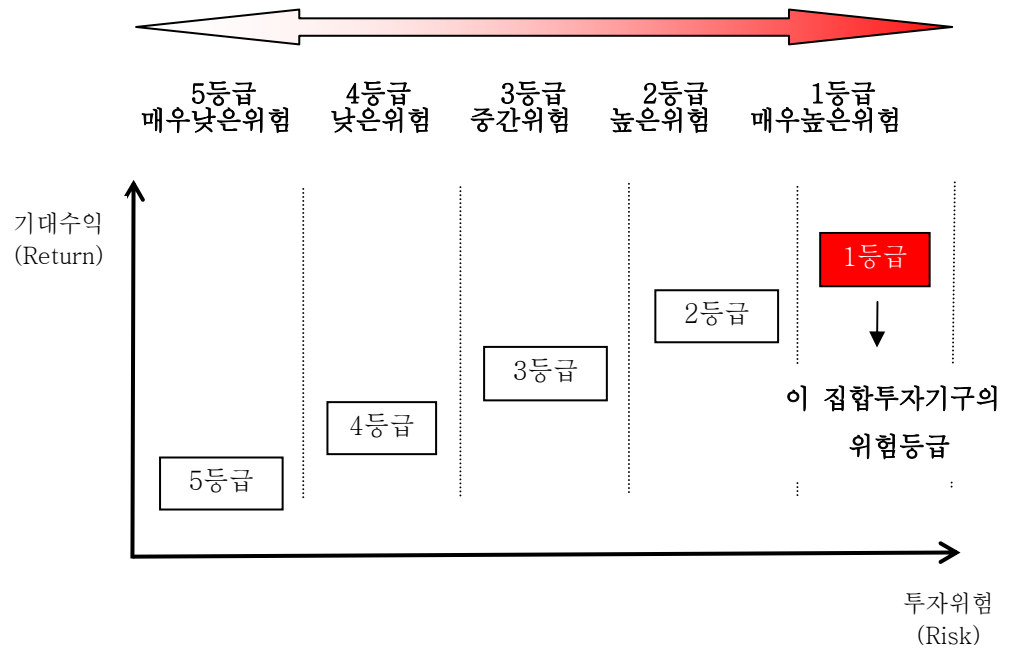 5등급 4등급 3등급 2등급 1등급
매우낮은위험 낮은위험 중간위험 높은위험 매우높은위험
기대수익
(Return)
1등급
2등급
3등급
이 집합투자기구의
4등급
위험등급
5등급
투자위험
(Risk)